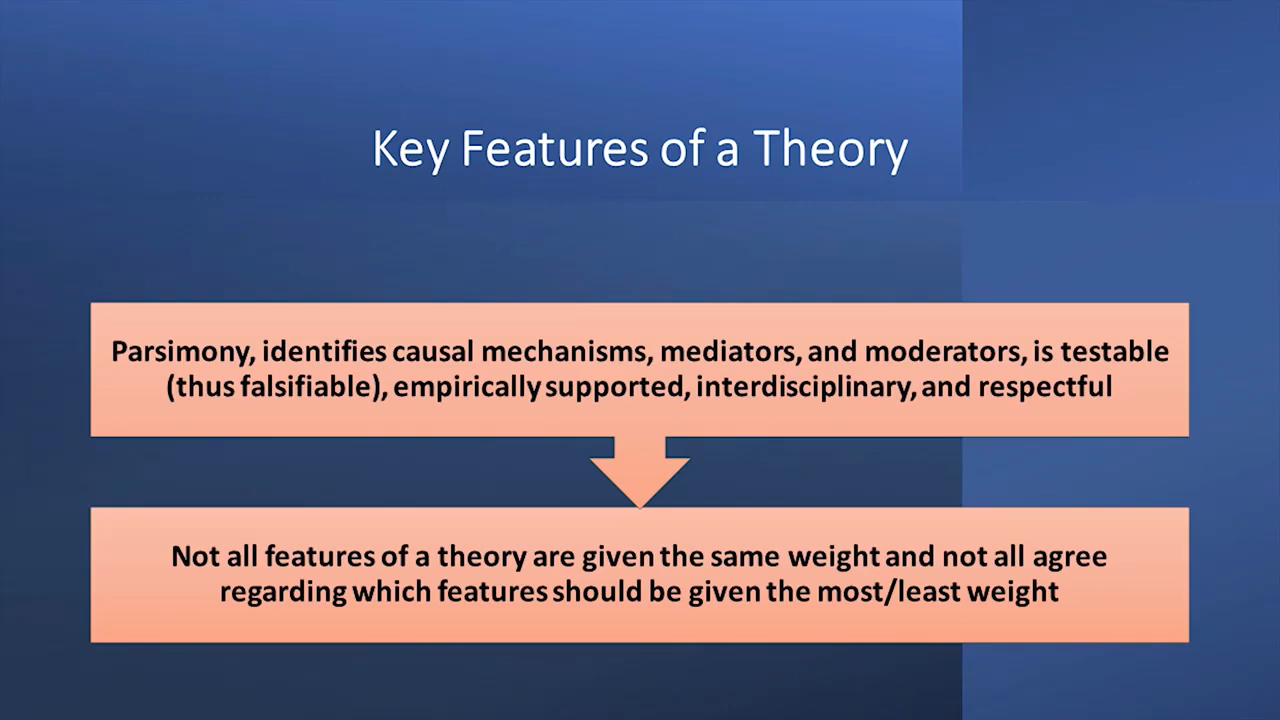 Key Features of a Theory
Parsimony, identifies causal mechanisms, mediators, and moderators, is testable
(thus falsifiable), empirically supported, interdisciplinary, and respectful
Not all features of a theory are given the same weight and not all agree
regarding which features should be given the most/least weight